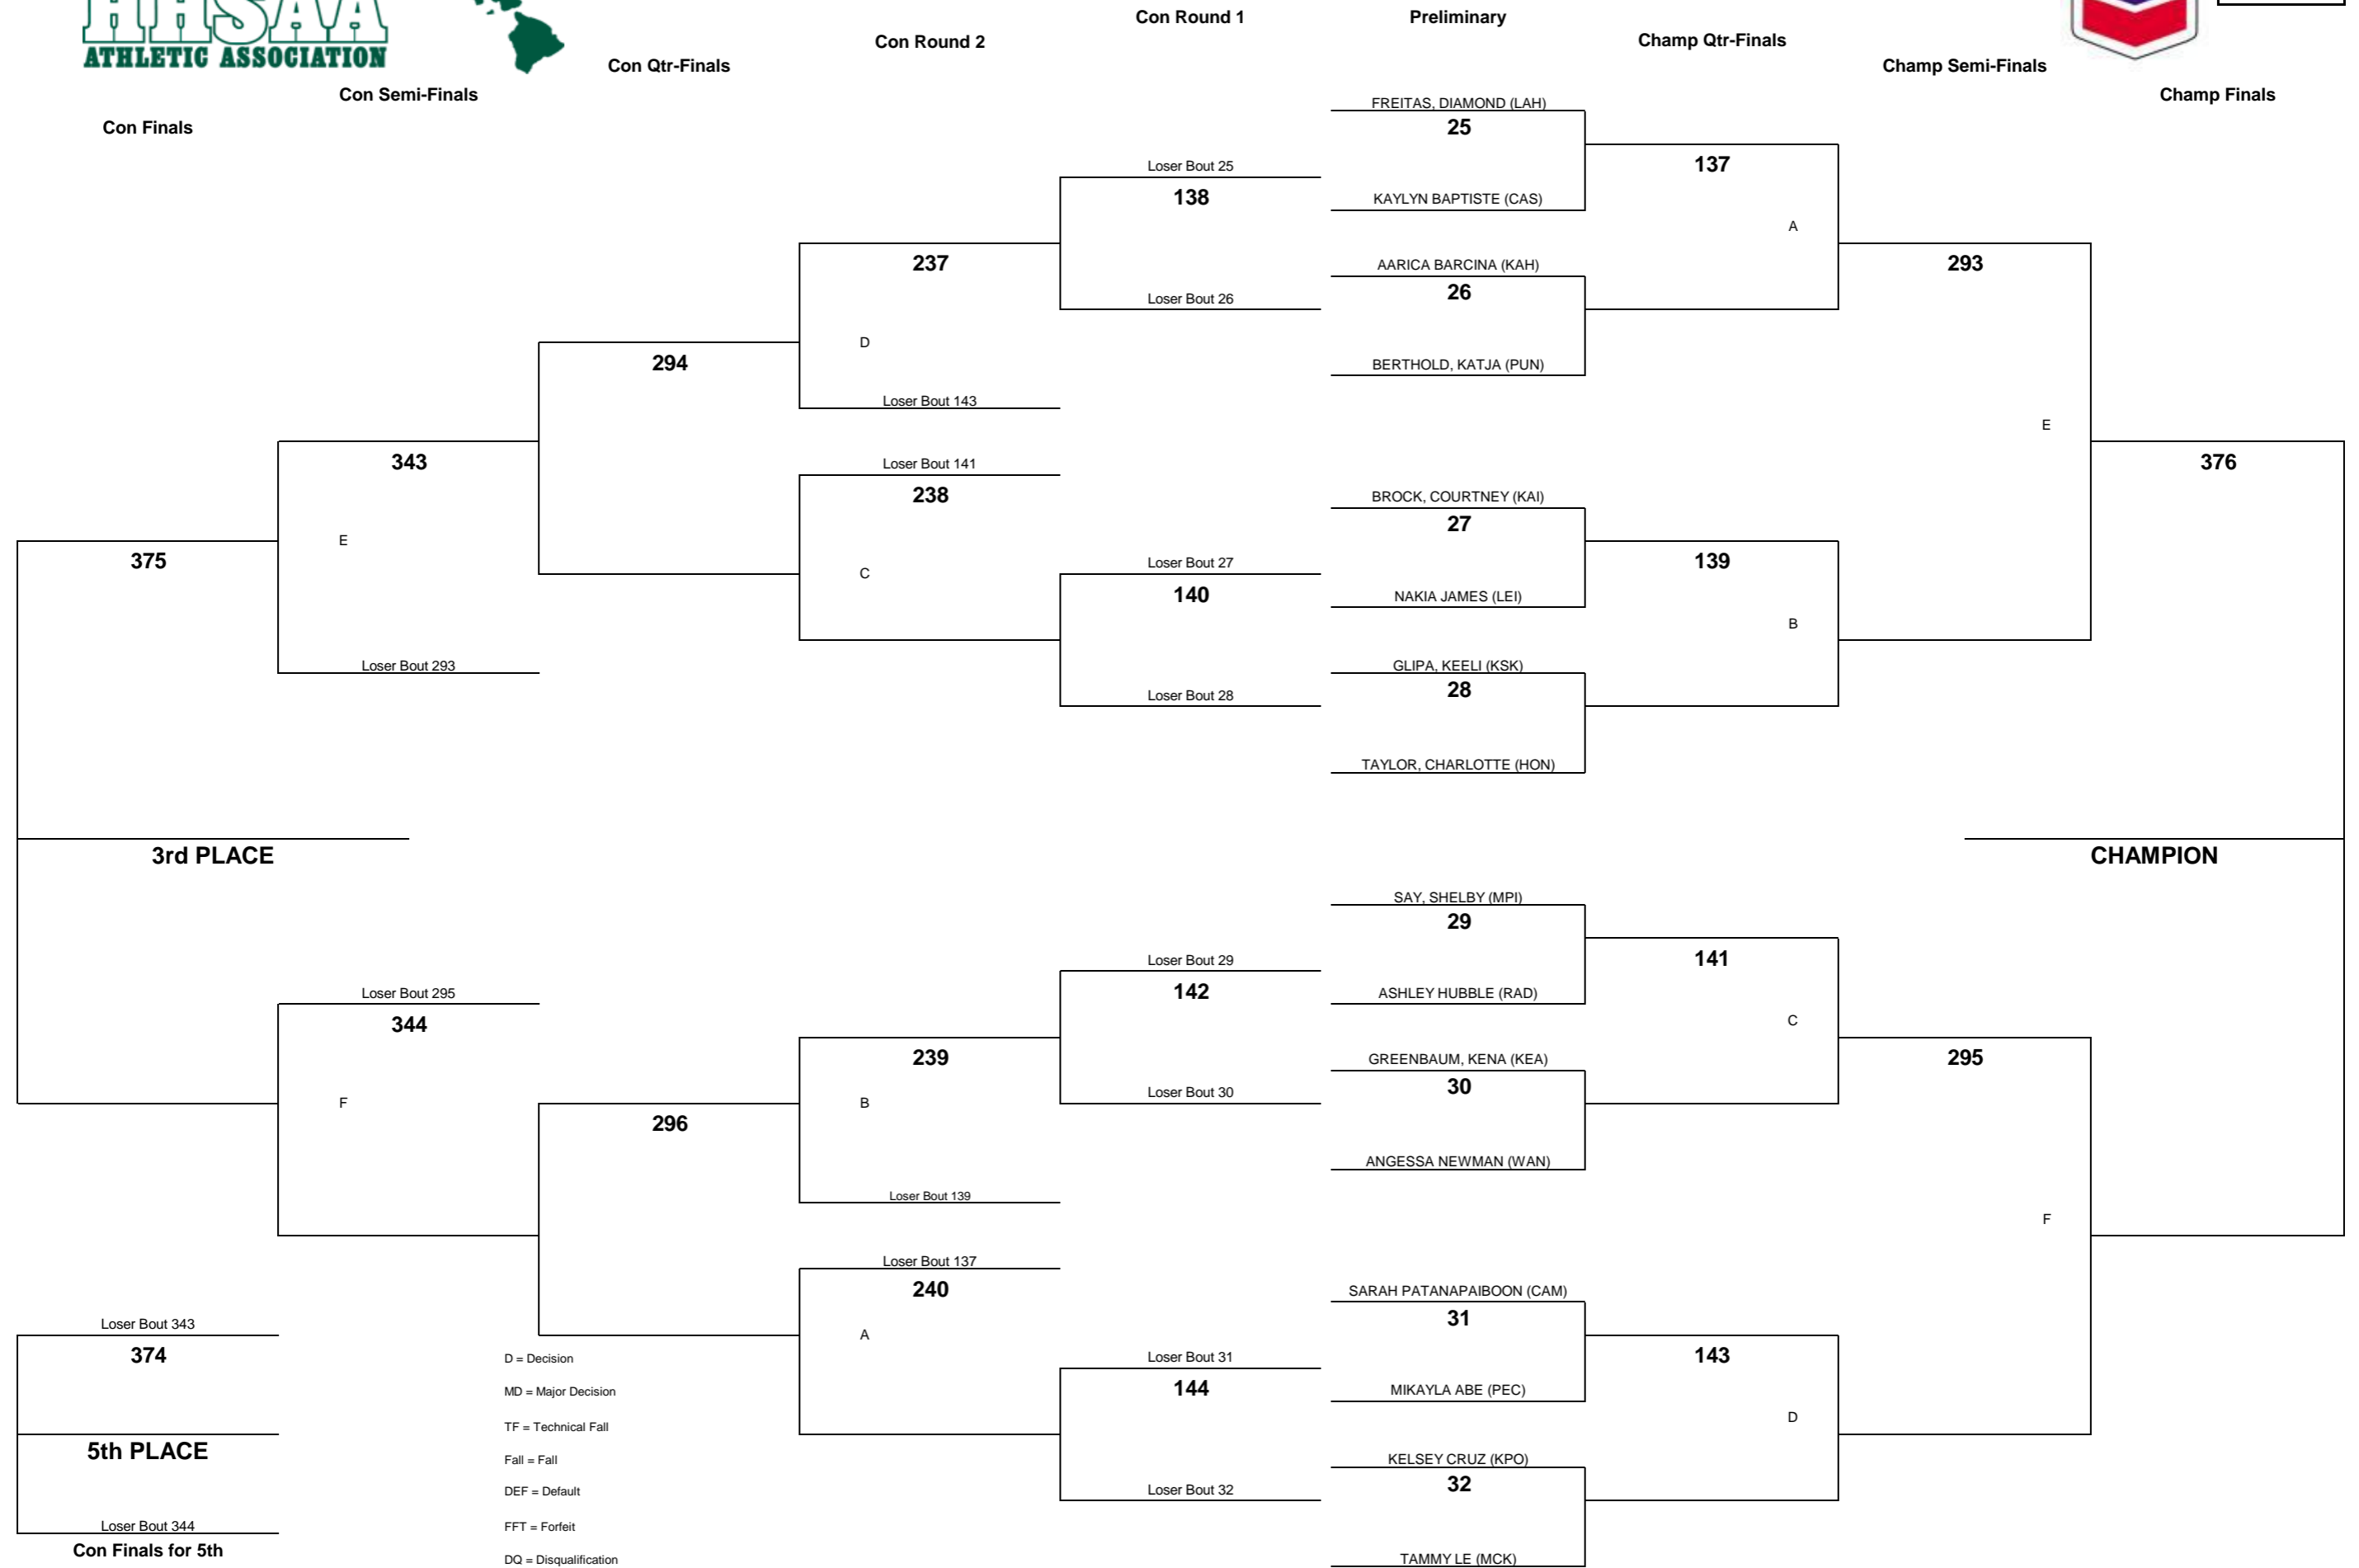 HHSAA
ATHLETIC ASSOCIATION
Con Round 1
Preliminary
Con Round 2
Champ Qtr-Finals
Con Qtr-Finals
Champ Semi-Finals
Con Semi-Finals
Champ Finals
Con Finals
FREITAS, DIAMOND (LAH)
25
137
Loser Bout 25
138
KAYLYN BAPTISTE (CAS)
A
237
AARICA BARCINA (KAH)
293
26
Loser Bout 26
D
294
BERTHOLD, KATJA (PUN)
Loser Bout 143
E
343
Loser Bout 141
376
238
BROCK, COURTNEY (KAI)
27
E
375
Loser Bout 27
139
C
140
NAKIA JAMES (LEI)
B
Loser Bout 293
GLIPA, KEELI (KSK)
28
Loser Bout 28
TAYLOR, CHARLOTTE (HON)
3rd PLACE
CHAMPION
SAY, SHELBY (MPI)
29
Loser Bout 29
141
142
Loser Bout 295
ASHLEY HUBBLE (RAD)
344
C
239
GREENBAUM, KENA (KEA)
295
30
Loser Bout 30
F
B
296
ANGESSA NEWMAN (WAN)
Loser Bout 139
F
Loser Bout 137
240
SARAH PATANAPAIBOON (CAM)
31
Loser Bout 343
A
374
D = Decision
Loser Bout 31
143
144
MD = Major Decision
MIKAYLA ABE (PEC)
D
TF = Technical Fall
5th PLACE
Fall = Fall
KELSEY CRUZ (KPO)
32
DEF = Default
Loser Bout 32
Loser Bout 344
FFT = Forfeit
Con Finals for 5th
DQ = Disqualification
TAMMY LE (MCK)